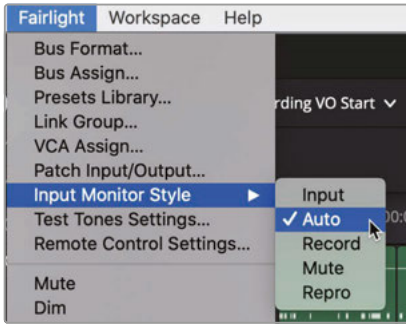 Fairlight Workspace Help
Bus Format...
Bus Assign...
Presets Library...
rding VO Start
Link Group...
VCA Assign...
Patch Input/Output...
Input Monitor Style
Input
Test Tones Settings...
Auto
Remote Control Settings...
Record
Mute
Mute
Repro
Dim